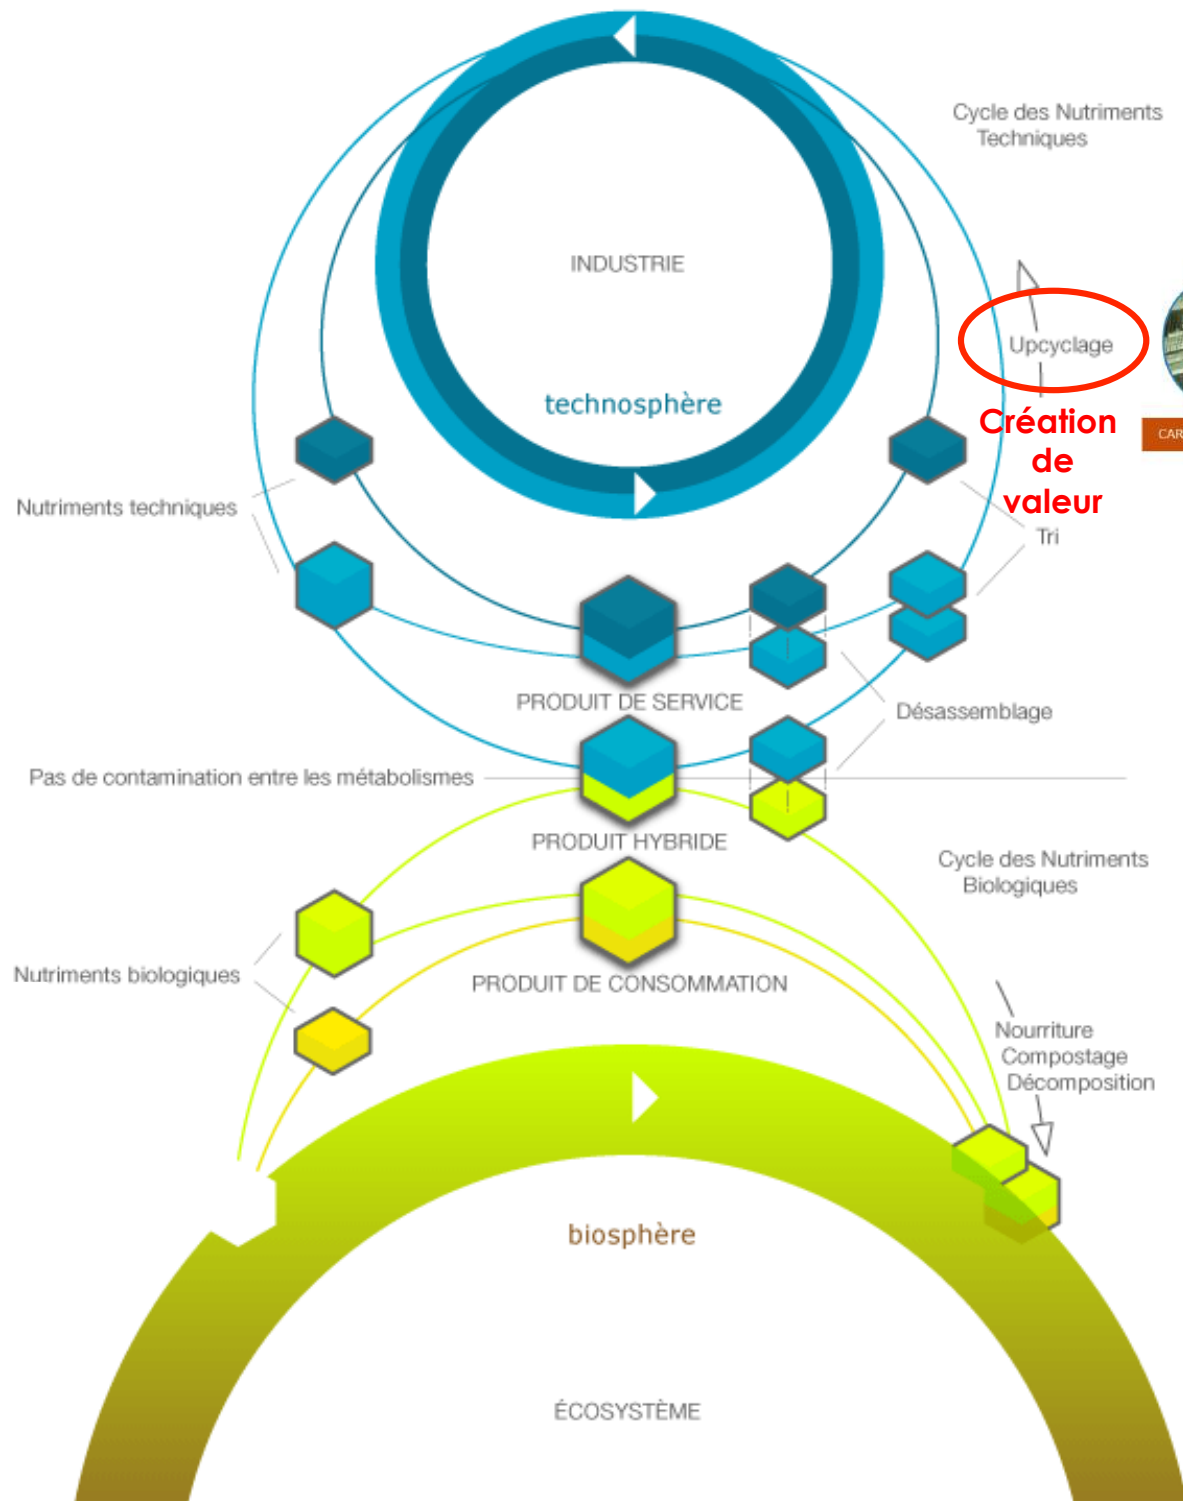 Cycle des Nutriments
Techniques
INDUSTRIE
Upcyclage
technosphère
Création
de
valeur
CAR
Nutriments techniques
Tri
PRODUIT DE SERVICE
Désassemblage
Pas de contamination entre les métabolismes
PRODUIT HYBRIDE
Cycle des Nutriments
Biologiques
Nutriments biologiques
PRODUIT DE CONSOMMATION
Nourriture
Compostage
Décomposition
biosphère
ÉCOSYSTÈME